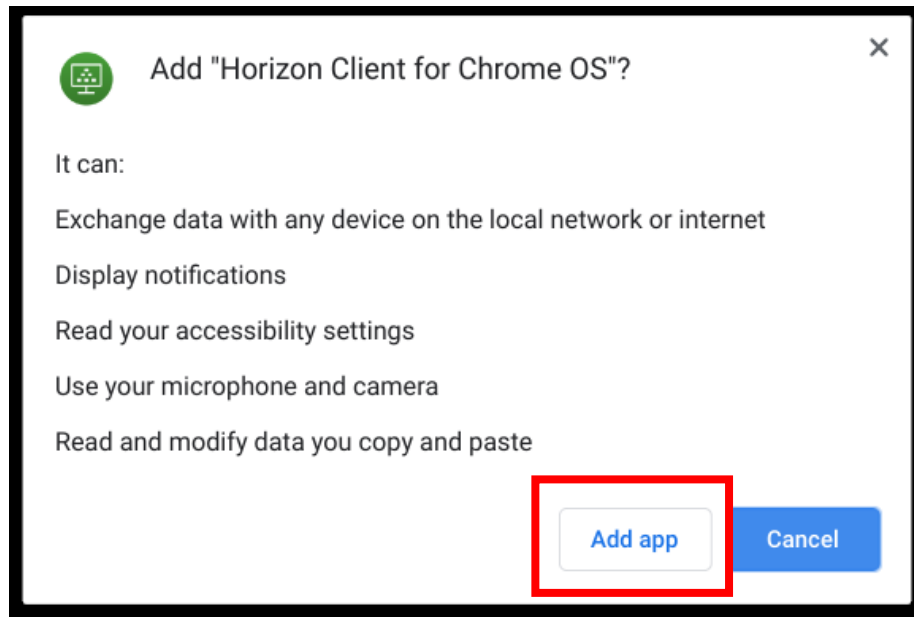 Add "Horizon Client for Chrome OS"?
It can:
Exchange data with any device on the local network or internet
Display notifications
Read your accessibility settings
Use your microphone and camera
Read and modify data you copy and paste
Add app
Cancel